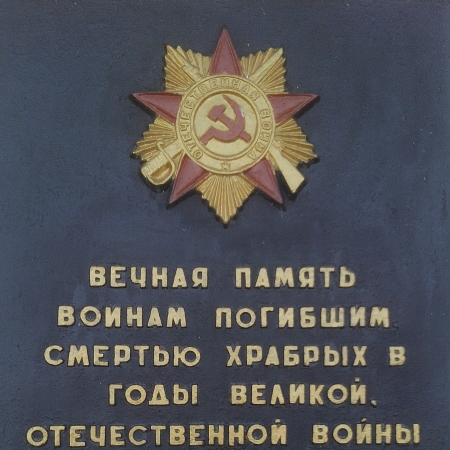 ОТЕЧЕСТВЕННАЯ ВОЙНА
ВЕЧНАЯ ПАМЯТЬ
ВОИНАМ ПОГИБШИМ
СМЕРТЬЮ ХРАБРЫХ В
ГОДЫ ВЕЛИКОЙ
ОТЕЧЕСТВЕННОЙ ВОЙНЫ